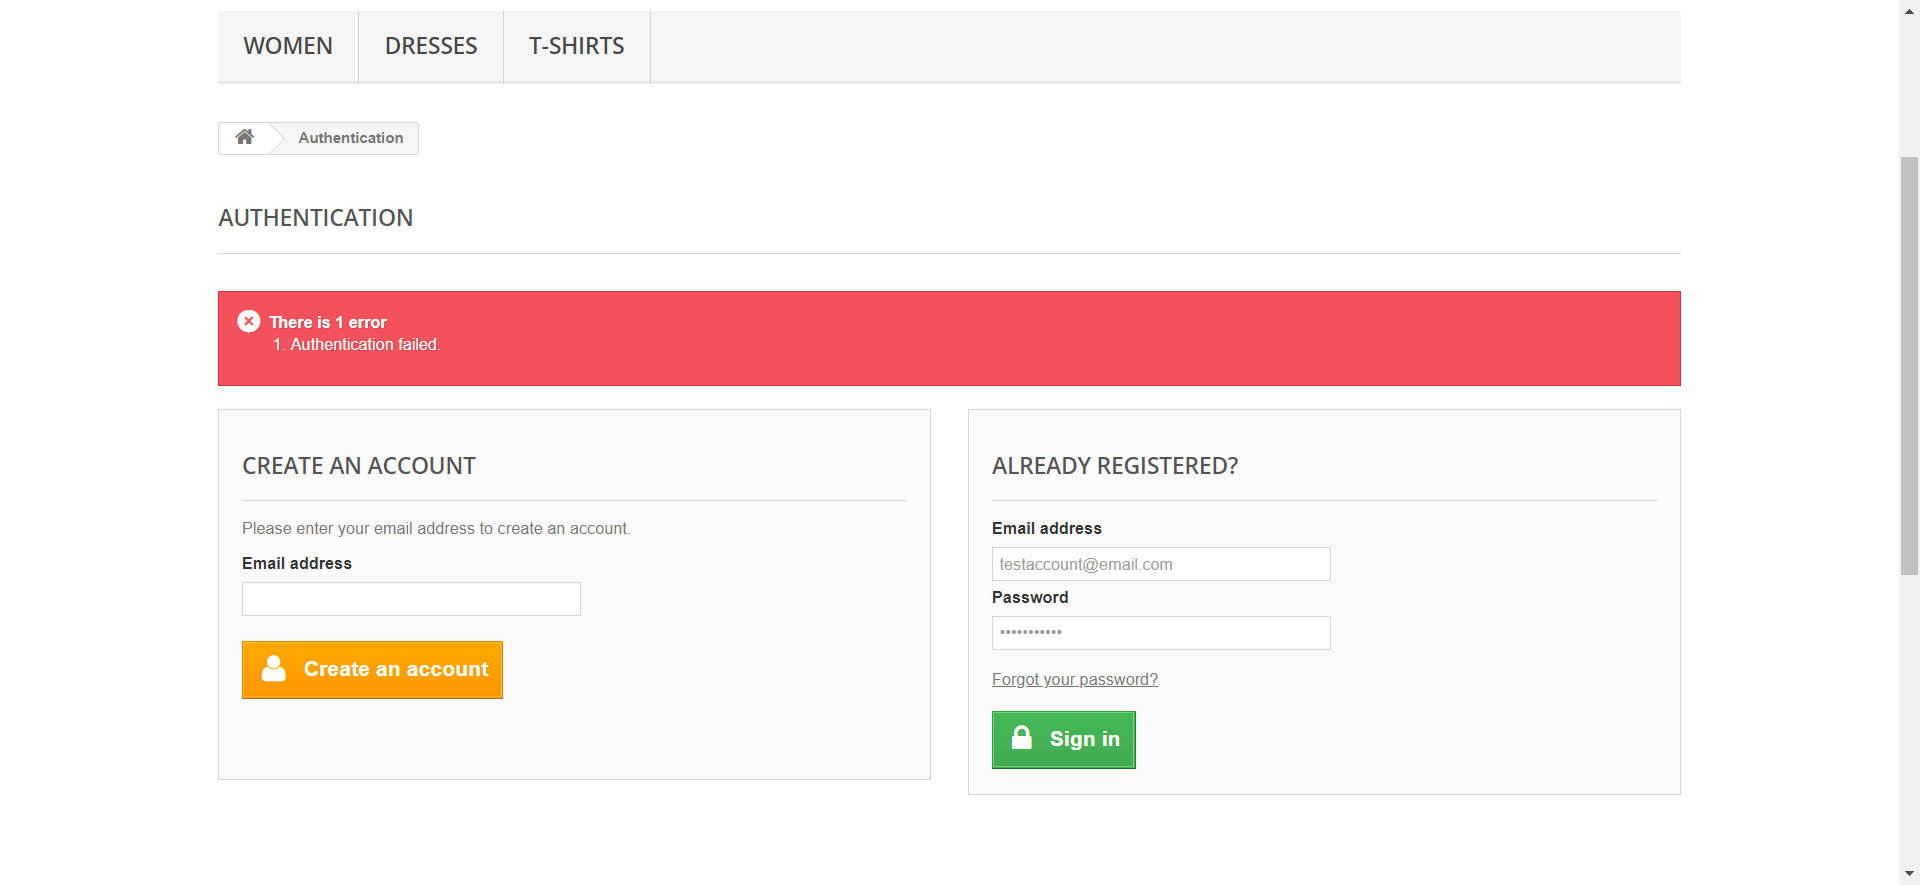 WOMEN DRESSES T-SHIRTS
Authentication
AUTHENTICATION
There is 1 error
1. Authentication failed.
CREATE AN ACCOUNT
Please enter your email address to create an account.
Email address
Create an account
ALREADY REGISTERED?
Email address
testaccount@email.com
Password
•••••••••••
Forgot your password?
Sign in